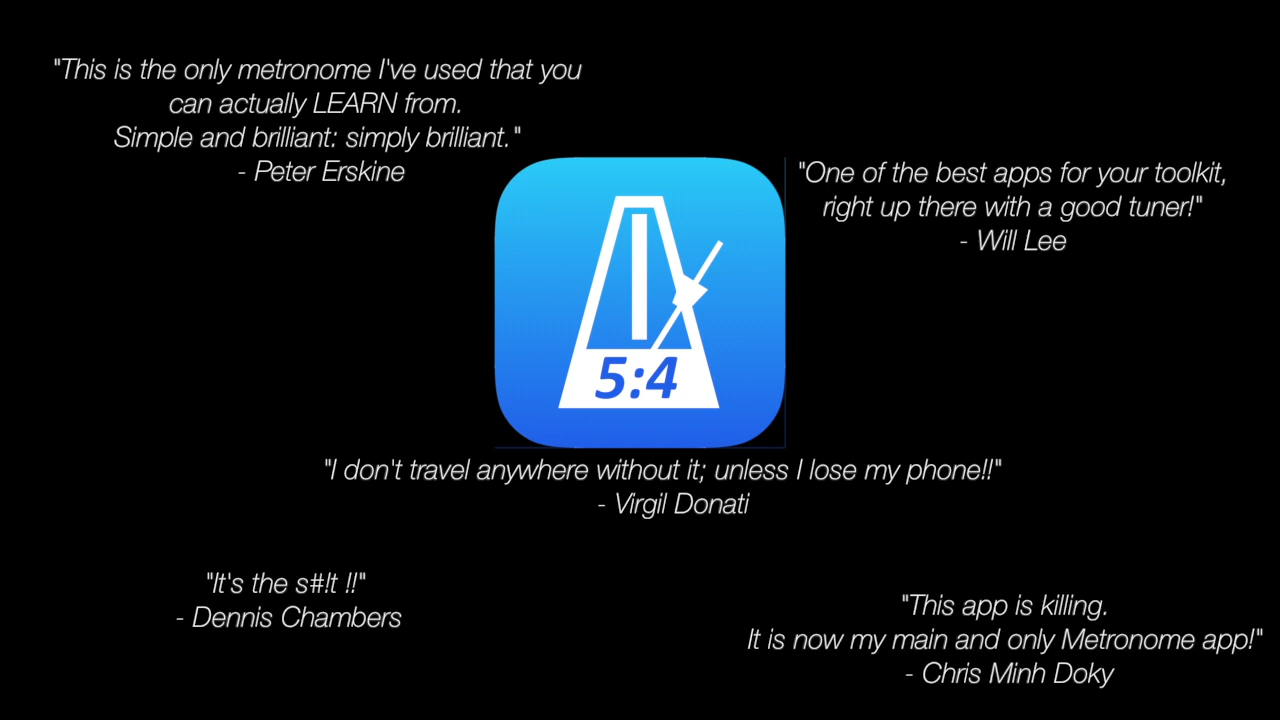 "This is the only metronome I've used that you
can actually LEARN from.
Simple and brilliant: simply brilliant."
- Peter Erskine
"One of the best apps for your toolkit,
right up there with a good tuner!"
- Will Lee
5:4
"I don't travel anywhere without it; unless I lose my phone!!"
- Virgil Donati
"It's the s#!t !!"
- Dennis Chambers
"This app is killing.
It is now my main and only Metronome app!"
- Chris Minh Doky